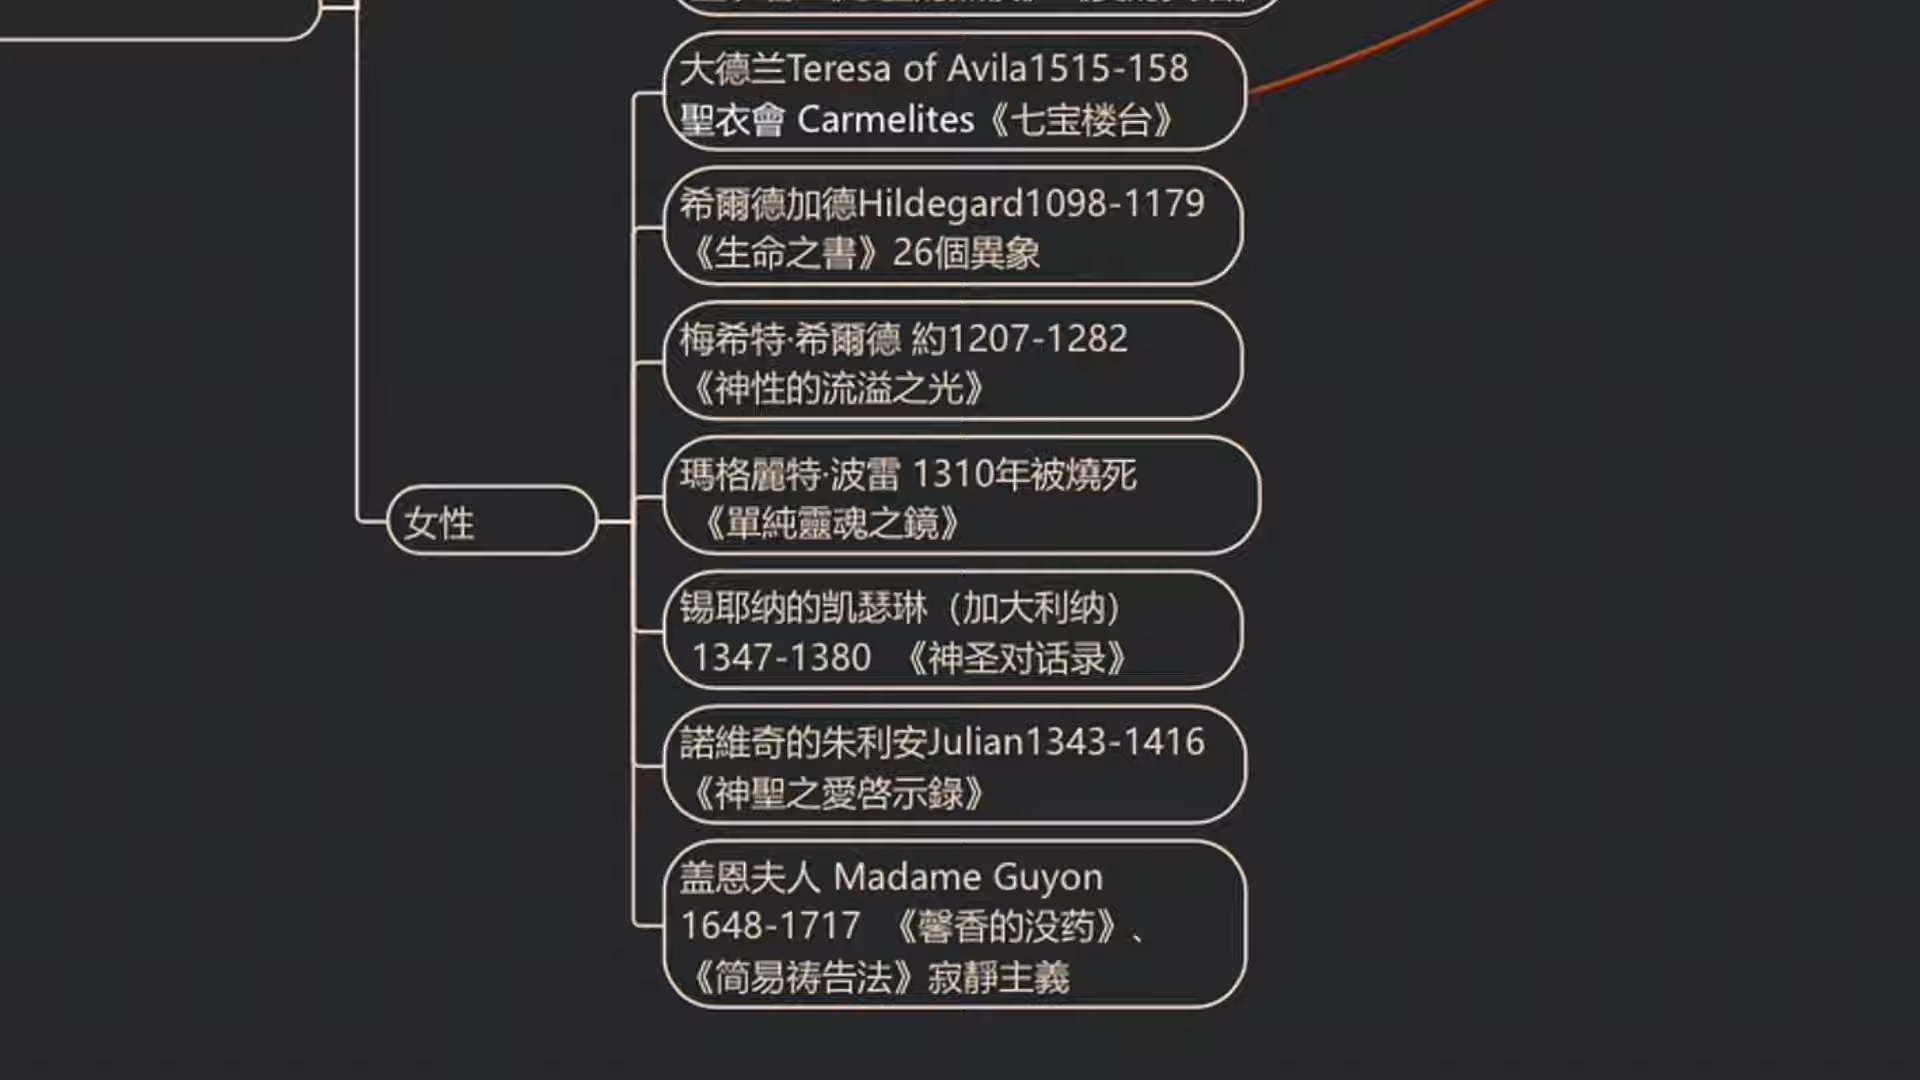 大德兰Teresa of Avila1515-158
聖衣會 Carmelites《七宝楼台》
希爾德加德Hildegard1098-1179
《生命之書》26個異象
梅希特·希爾德 約1207-1282
《神性的流溢之光》
瑪格麗特·波雷 1310年被燒死
《單純靈魂之鏡》
女性
锡耶纳的凯瑟琳（加大利纳）
1347-1380 《神圣对话录》
諾維奇的朱利安Julian1343-1416
《神聖之愛啓示錄》
盖恩夫人 Madame Guyon
1648-1717 《馨香的没药》、
《简易祷告法》寂靜主義